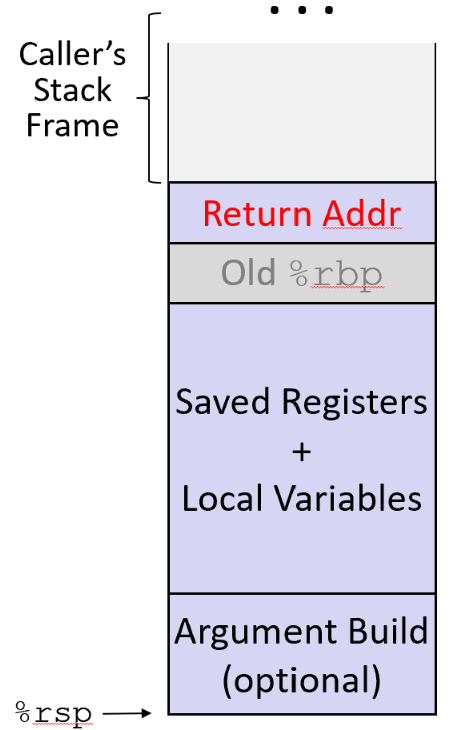 • • •
Caller's
Stack
Frame
Return Addr
Old %rbp
Saved Registers
+
Local Variables
Argument Build
(optional)
%rsp